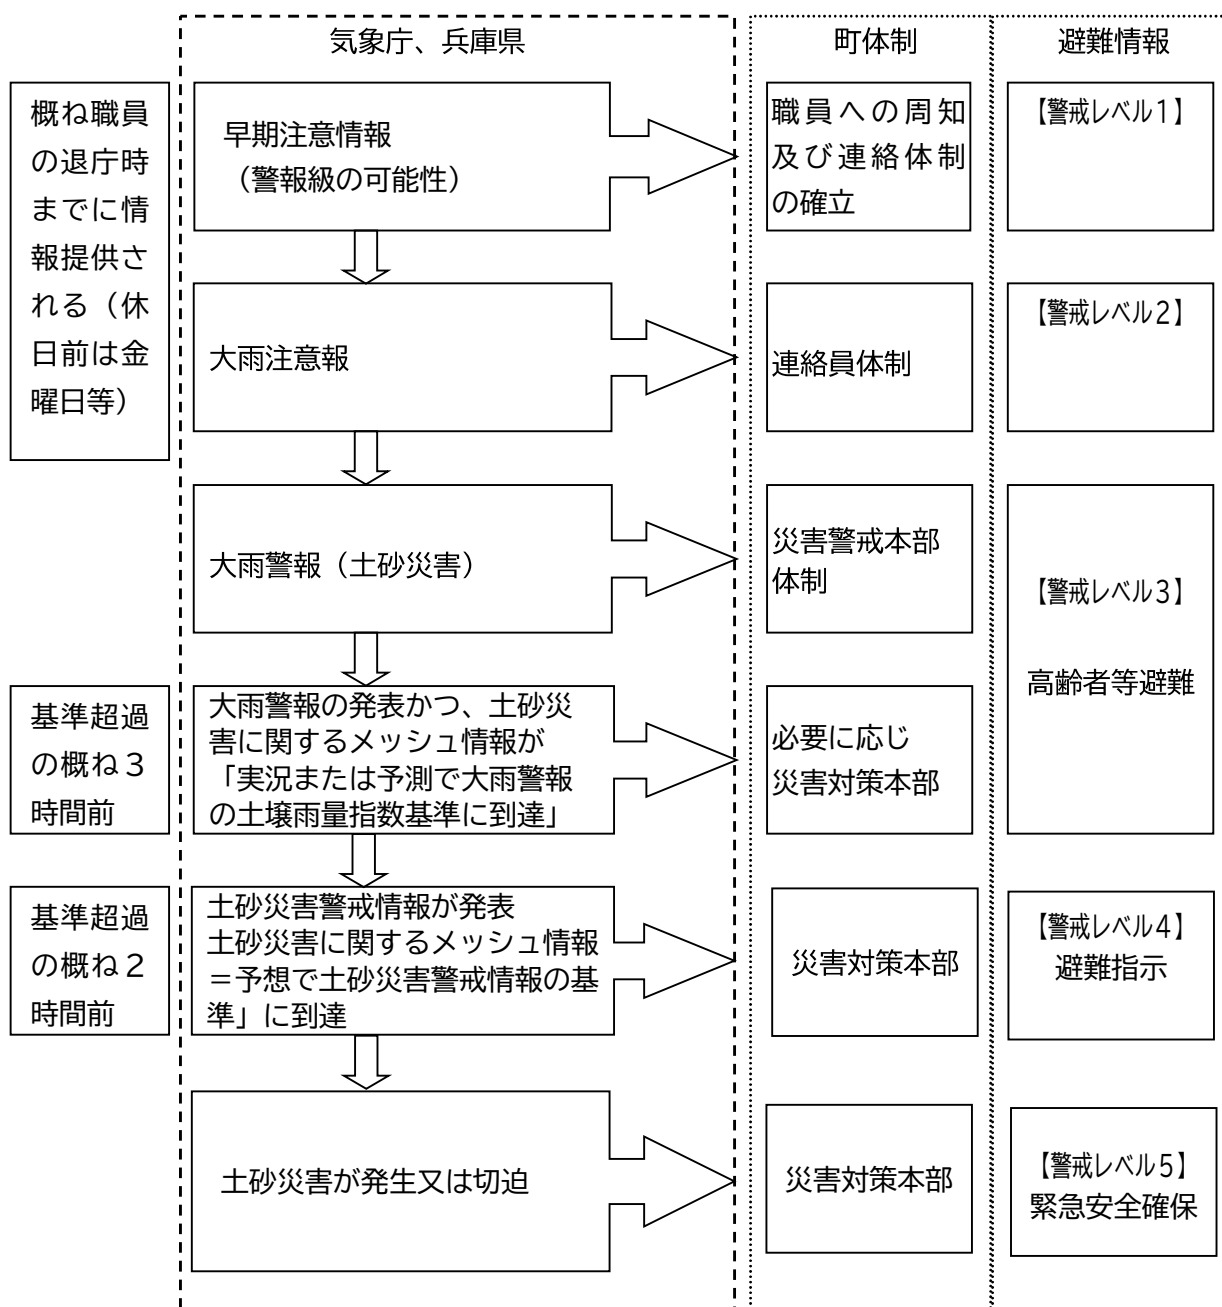 気象庁、兵庫県
町体制
避難情報
概ね職員
の退庁時
までに情
報提供さ
れる（休
日前は金
曜日等）
早期注意情報
（警報級の可能性）
職員への周知
及び連絡体制
の確立
【警戒レベル１】
大雨注意報
連絡員体制
【警戒レベル２】
大雨警報（土砂災害）
災害警戒本部
体制
【警戒レベル３】
高齢者等避難
基準超過
の概ね３
時間前
大雨警報の発表かつ、土砂災
害に関するメッシュ情報が
「実況または予測で大雨警報
の土壌雨量指数基準に到達」
必要に応じ
災害対策本部
基準超過
の概ね２
時間前
土砂災害警戒情報が発表
土砂災害に関するメッシュ情報
＝予想で土砂災害警戒情報の基
準」に到達
災害対策本部
【警戒レベル４】
避難指示
土砂災害が発生又は切迫
災害対策本部
【警戒レベル５】
緊急安全確保